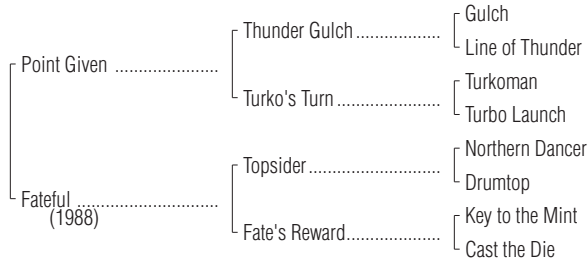 Gulch
Thunder Gulch ..................
Line of Thunder
Point Given ......................
Turkoman
Turko's Turn ......................
Turbo Launch
Northern Dancer
Topsider ............................
Drumtop
Fateful ..............................
(1988)
Key to the Mint
Fate's Reward....................
Cast the Die